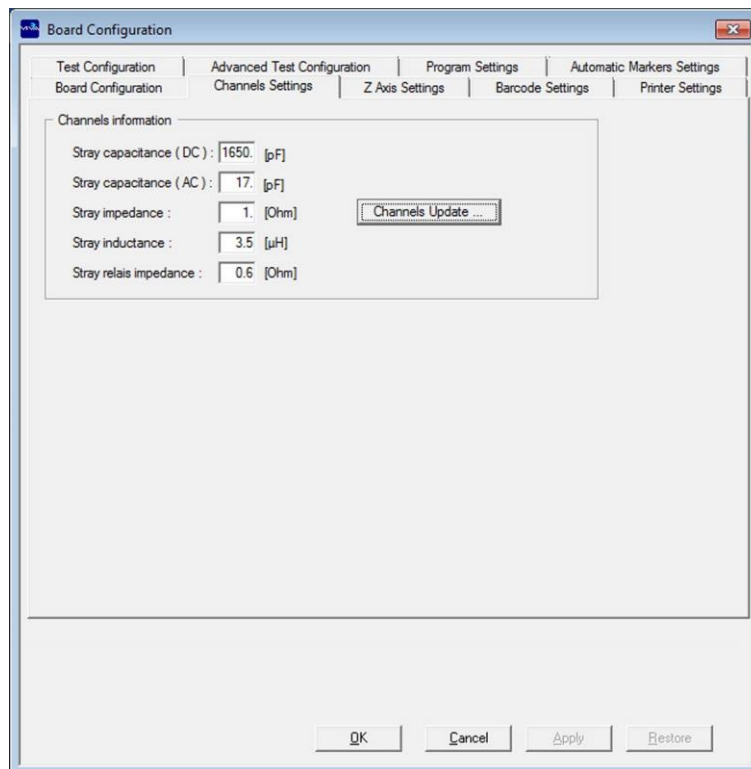 Board Configuration
Test Configuration Advanced Test Configuration Program Settings Automatic Markers Settings
Board Configuration Channels Settings Z Axis Settings Barcode Settings Printer Settings
Channels information
Stray capacitance ( DC ) : 1650. [pF]
Stray capacitance ( AC ) : 17. [pF]
Stray impedance : 1. [Ohm] Channels Update ...
Stray inductance : 3.5 [µH]
Stray relais impedance : 0.6 [Ohm]
OK Cancel Apply Restore